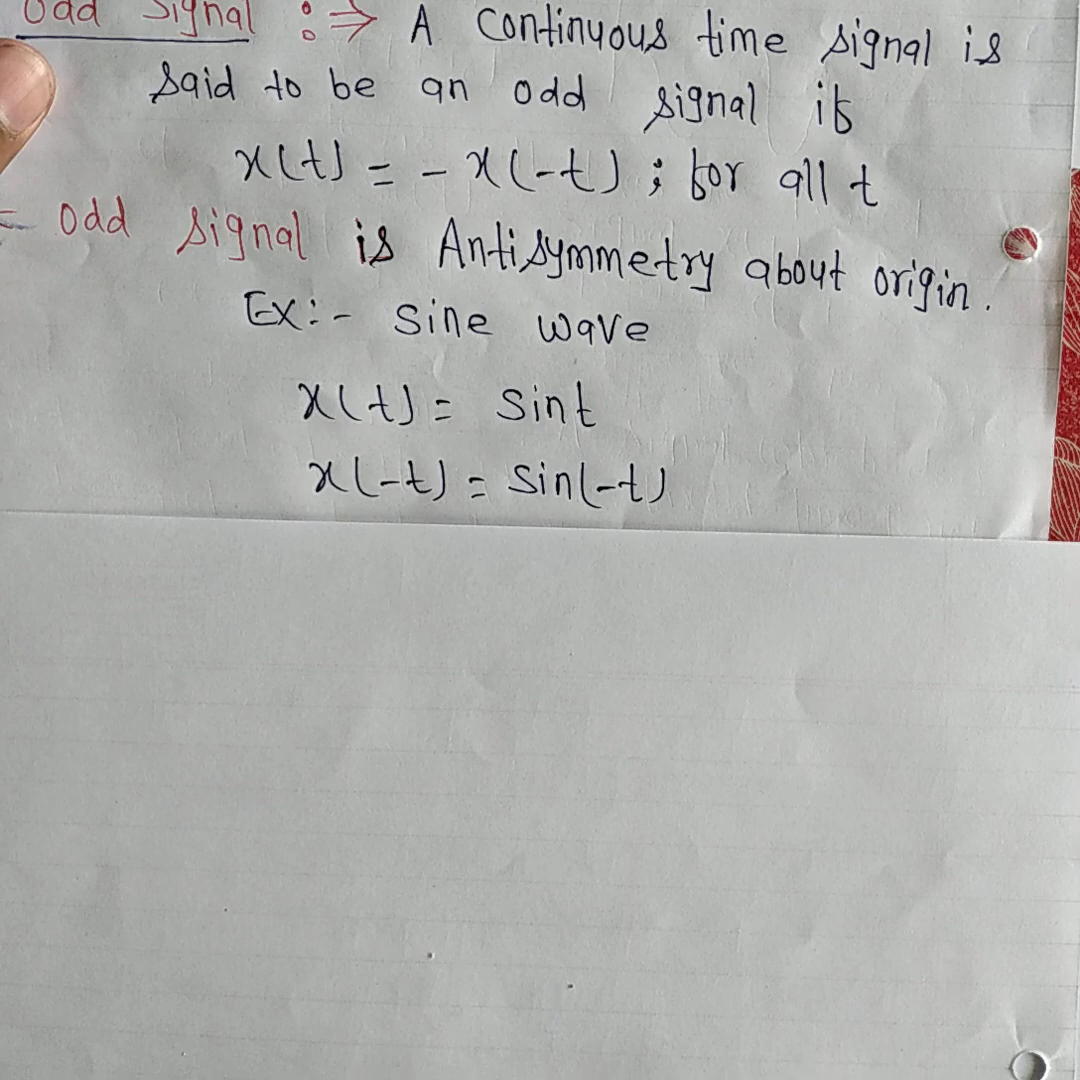 Odd Signal :⇒ A Continuous time signal is
said to be an odd signal if
x(t) = - x(-t) ; for all t
Odd signal is Antisymmetry about origin.
Ex:- Sine wave
x(t) = Sint
x(-t) = Sin(-t)